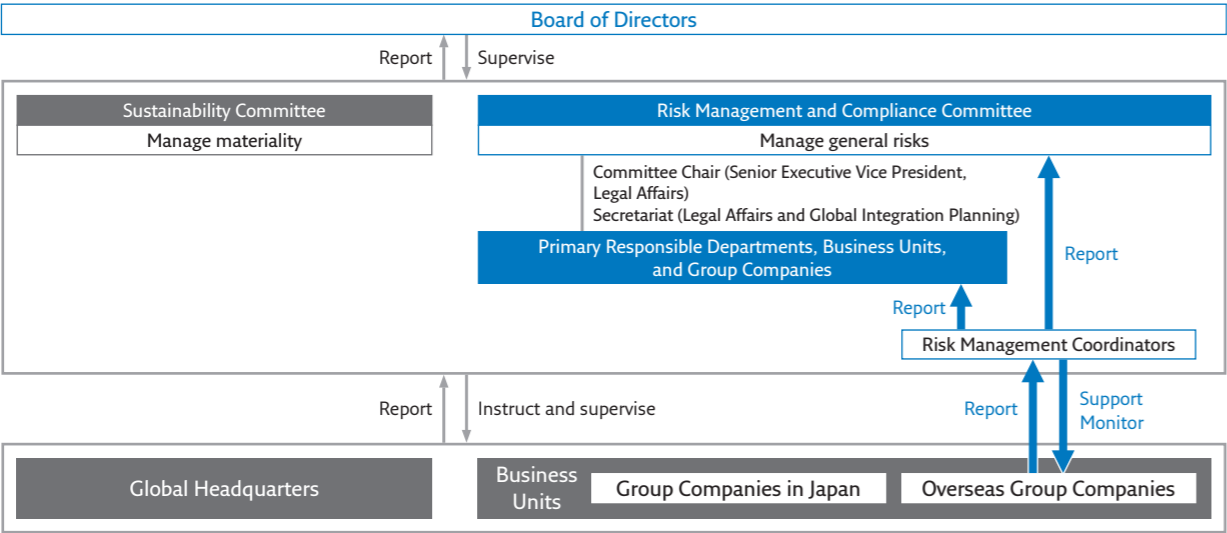 Board of Directors
Report
Supervise
Sustainability Committee
Manage materiality
Risk Management and Compliance Committee
Manage general risks
Committee Chair (Senior Executive Vice President,
Legal Affairs)
Secretariat (Legal Affairs and Global Integration Planning)
Primary Responsible Departments, Business Units,
and Group Companies
Report
Report
Risk Management Coordinators
Report
Instruct and supervise
Report
Support
Monitor
Global Headquarters
Business
Units
Group Companies in Japan
Overseas Group Companies